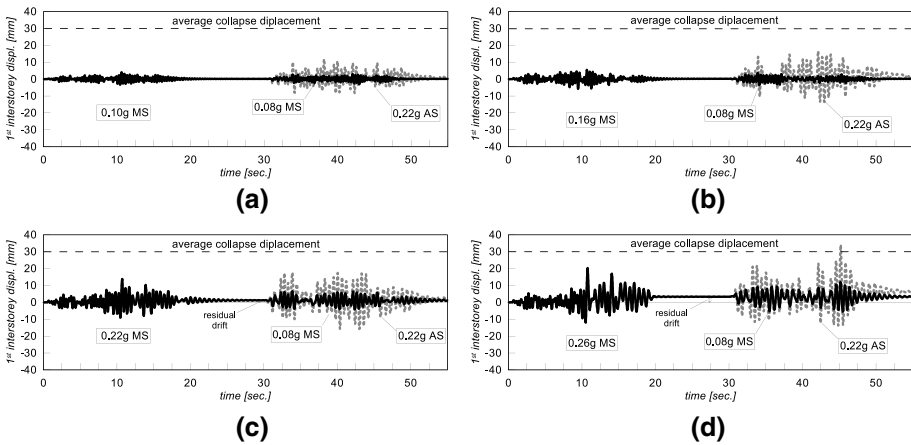 average collapse diplacement
1st interstorey displ. [mm]
40
30
20
10
0
-10
-20
-30
-40
0.10g MS
0.08g MS
0.22g AS
0 10 20 30 40 50
time [sec.]
(a)
average collapse diplacement
1st interstorey displ. [mm]
40
30
20
10
0
-10
-20
-30
-40
0.16g MS
0.08g MS
0.22g AS
0 10 20 30 40 50
time [sec.]
(b)
average collapse diplacement
1st interstorey displ. [mm]
40
30
20
10
0
-10
-20
-30
-40
residual
drift
0.22g MS
0.08g MS
0.22g AS
0 10 20 30 40 50
time [sec.]
(c)
average collapse diplacement
1st interstorey displ. [mm]
40
30
20
10
0
-10
-20
-30
-40
residual
drift
0.26g MS
0.08g MS
0.22g AS
0 10 20 30 40 50
time [sec.]
(d)